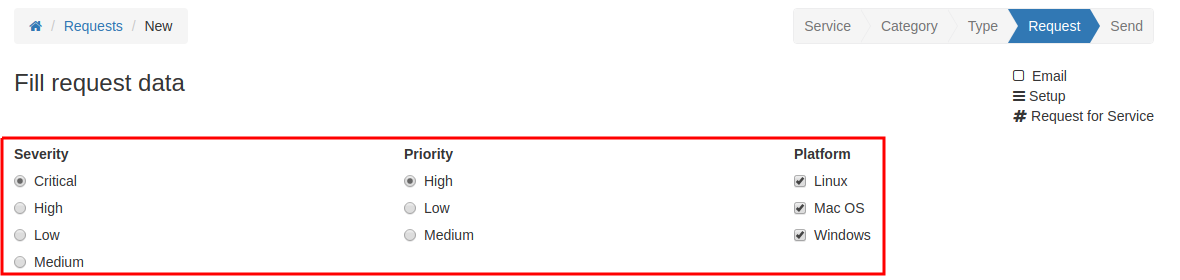 / Requests / New
Service Category Type Request Send
Fill request data
Email
Setup
# Request for Service
Severity Priority Platform
Critical High Linux
High Low Mac OS
Low Medium Windows
Medium